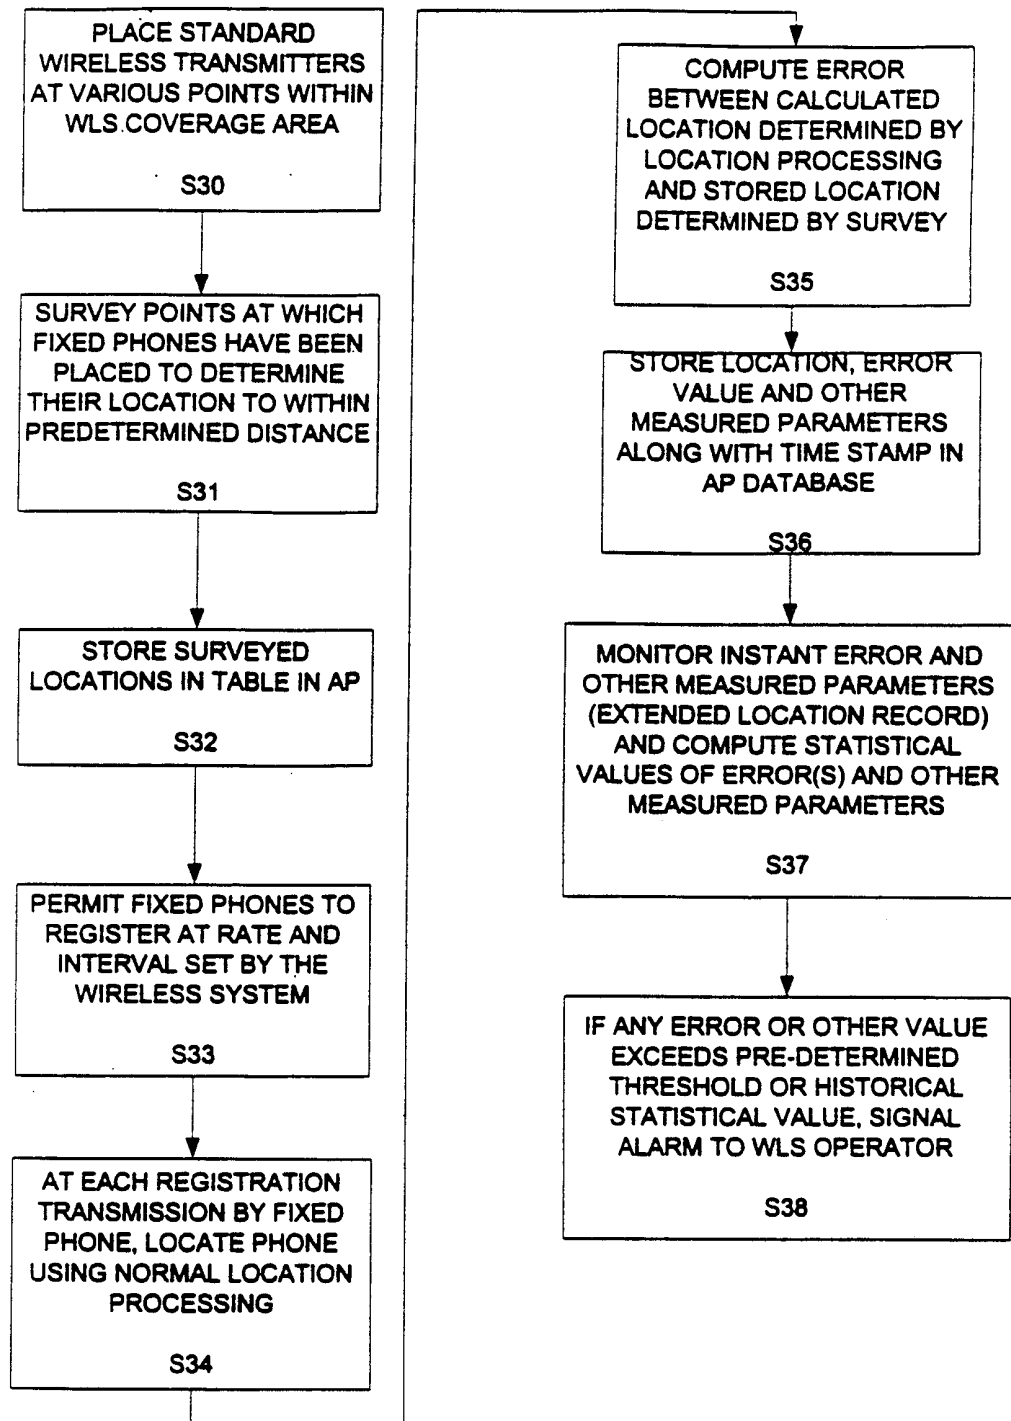 PLACE STANDARD
WIRELESS TRANSMITTERS
AT VARIOUS POINTS WITHIN
WLS COVERAGE AREA
S30
SURVEY POINTS AT WHICH
FIXED PHONES HAVE BEEN
PLACED TO DETERMINE
THEIR LOCATION TO WITHIN
PREDETERMINED DISTANCE
S31
STORE SURVEYED
LOCATIONS IN TABLE IN AP
S32
PERMIT FIXED PHONES TO
REGISTER AT RATE AND
INTERVAL SET BY THE
WIRELESS SYSTEM
S33
AT EACH REGISTRATION
TRANSMISSION BY FIXED
PHONE, LOCATE PHONE
USING NORMAL LOCATION
PROCESSING
S34
COMPUTE ERROR
BETWEEN CALCULATED
LOCATION DETERMINED BY
LOCATION PROCESSING
AND STORED LOCATION
DETERMINED BY SURVEY
S35
STORE LOCATION, ERROR
VALUE AND OTHER
MEASURED PARAMETERS
ALONG WITH TIME STAMP IN
AP DATABASE
S36
MONITOR INSTANT ERROR AND
OTHER MEASURED PARAMETERS
(EXTENDED LOCATION RECORD)
AND COMPUTE STATISTICAL
VALUES OF ERROR(S) AND OTHER
MEASURED PARAMETERS
S37
IF ANY ERROR OR OTHER VALUE
EXCEEDS PRE-DETERMINED
THRESHOLD OR HISTORICAL
STATISTICAL VALUE, SIGNAL
ALARM TO WLS OPERATOR
S38